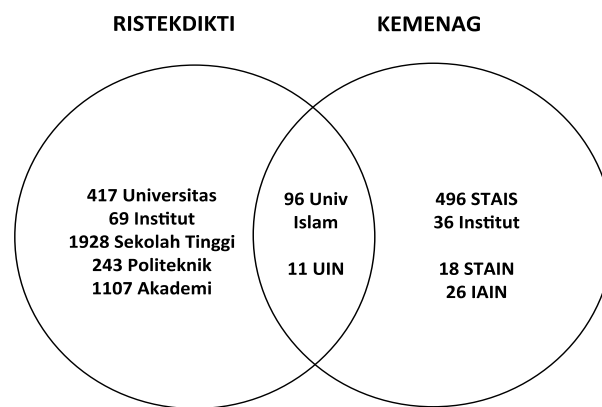 RISTEKDIKTI
KEMENAG
417 Universitas
69 Institut
1928 Sekolah Tinggi
243 Politeknik
1107 Akademi
96 Univ
Islam
11 UIN
496 STAIS
36 Institut
18 STAIN
26 IAIN